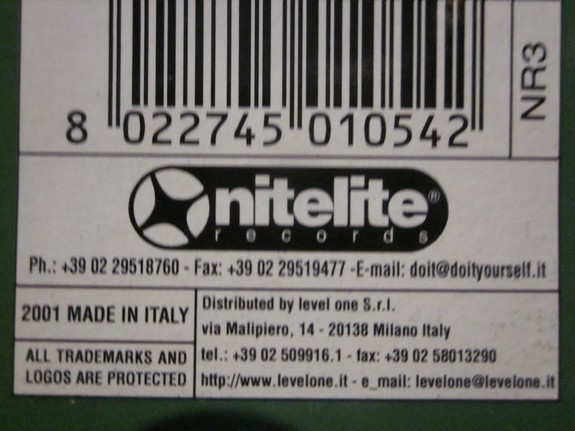 NR3
8 022745 010542
nitelite®
records
Ph.: +39 02 29518760 - Fax: +39 02 29519477 -E-mail: doit@doityourself.it
2001 MADE IN ITALY
ALL TRADEMARKS AND
LOGOS ARE PROTECTED
Distributed by level one S.r.l.
via Malipiero, 14 - 20138 Milano Italy
tel.: +39 02 509916.1 - fax: +39 02 58013290
http://www.levelone.it - e_mail: levelone@levelone.it